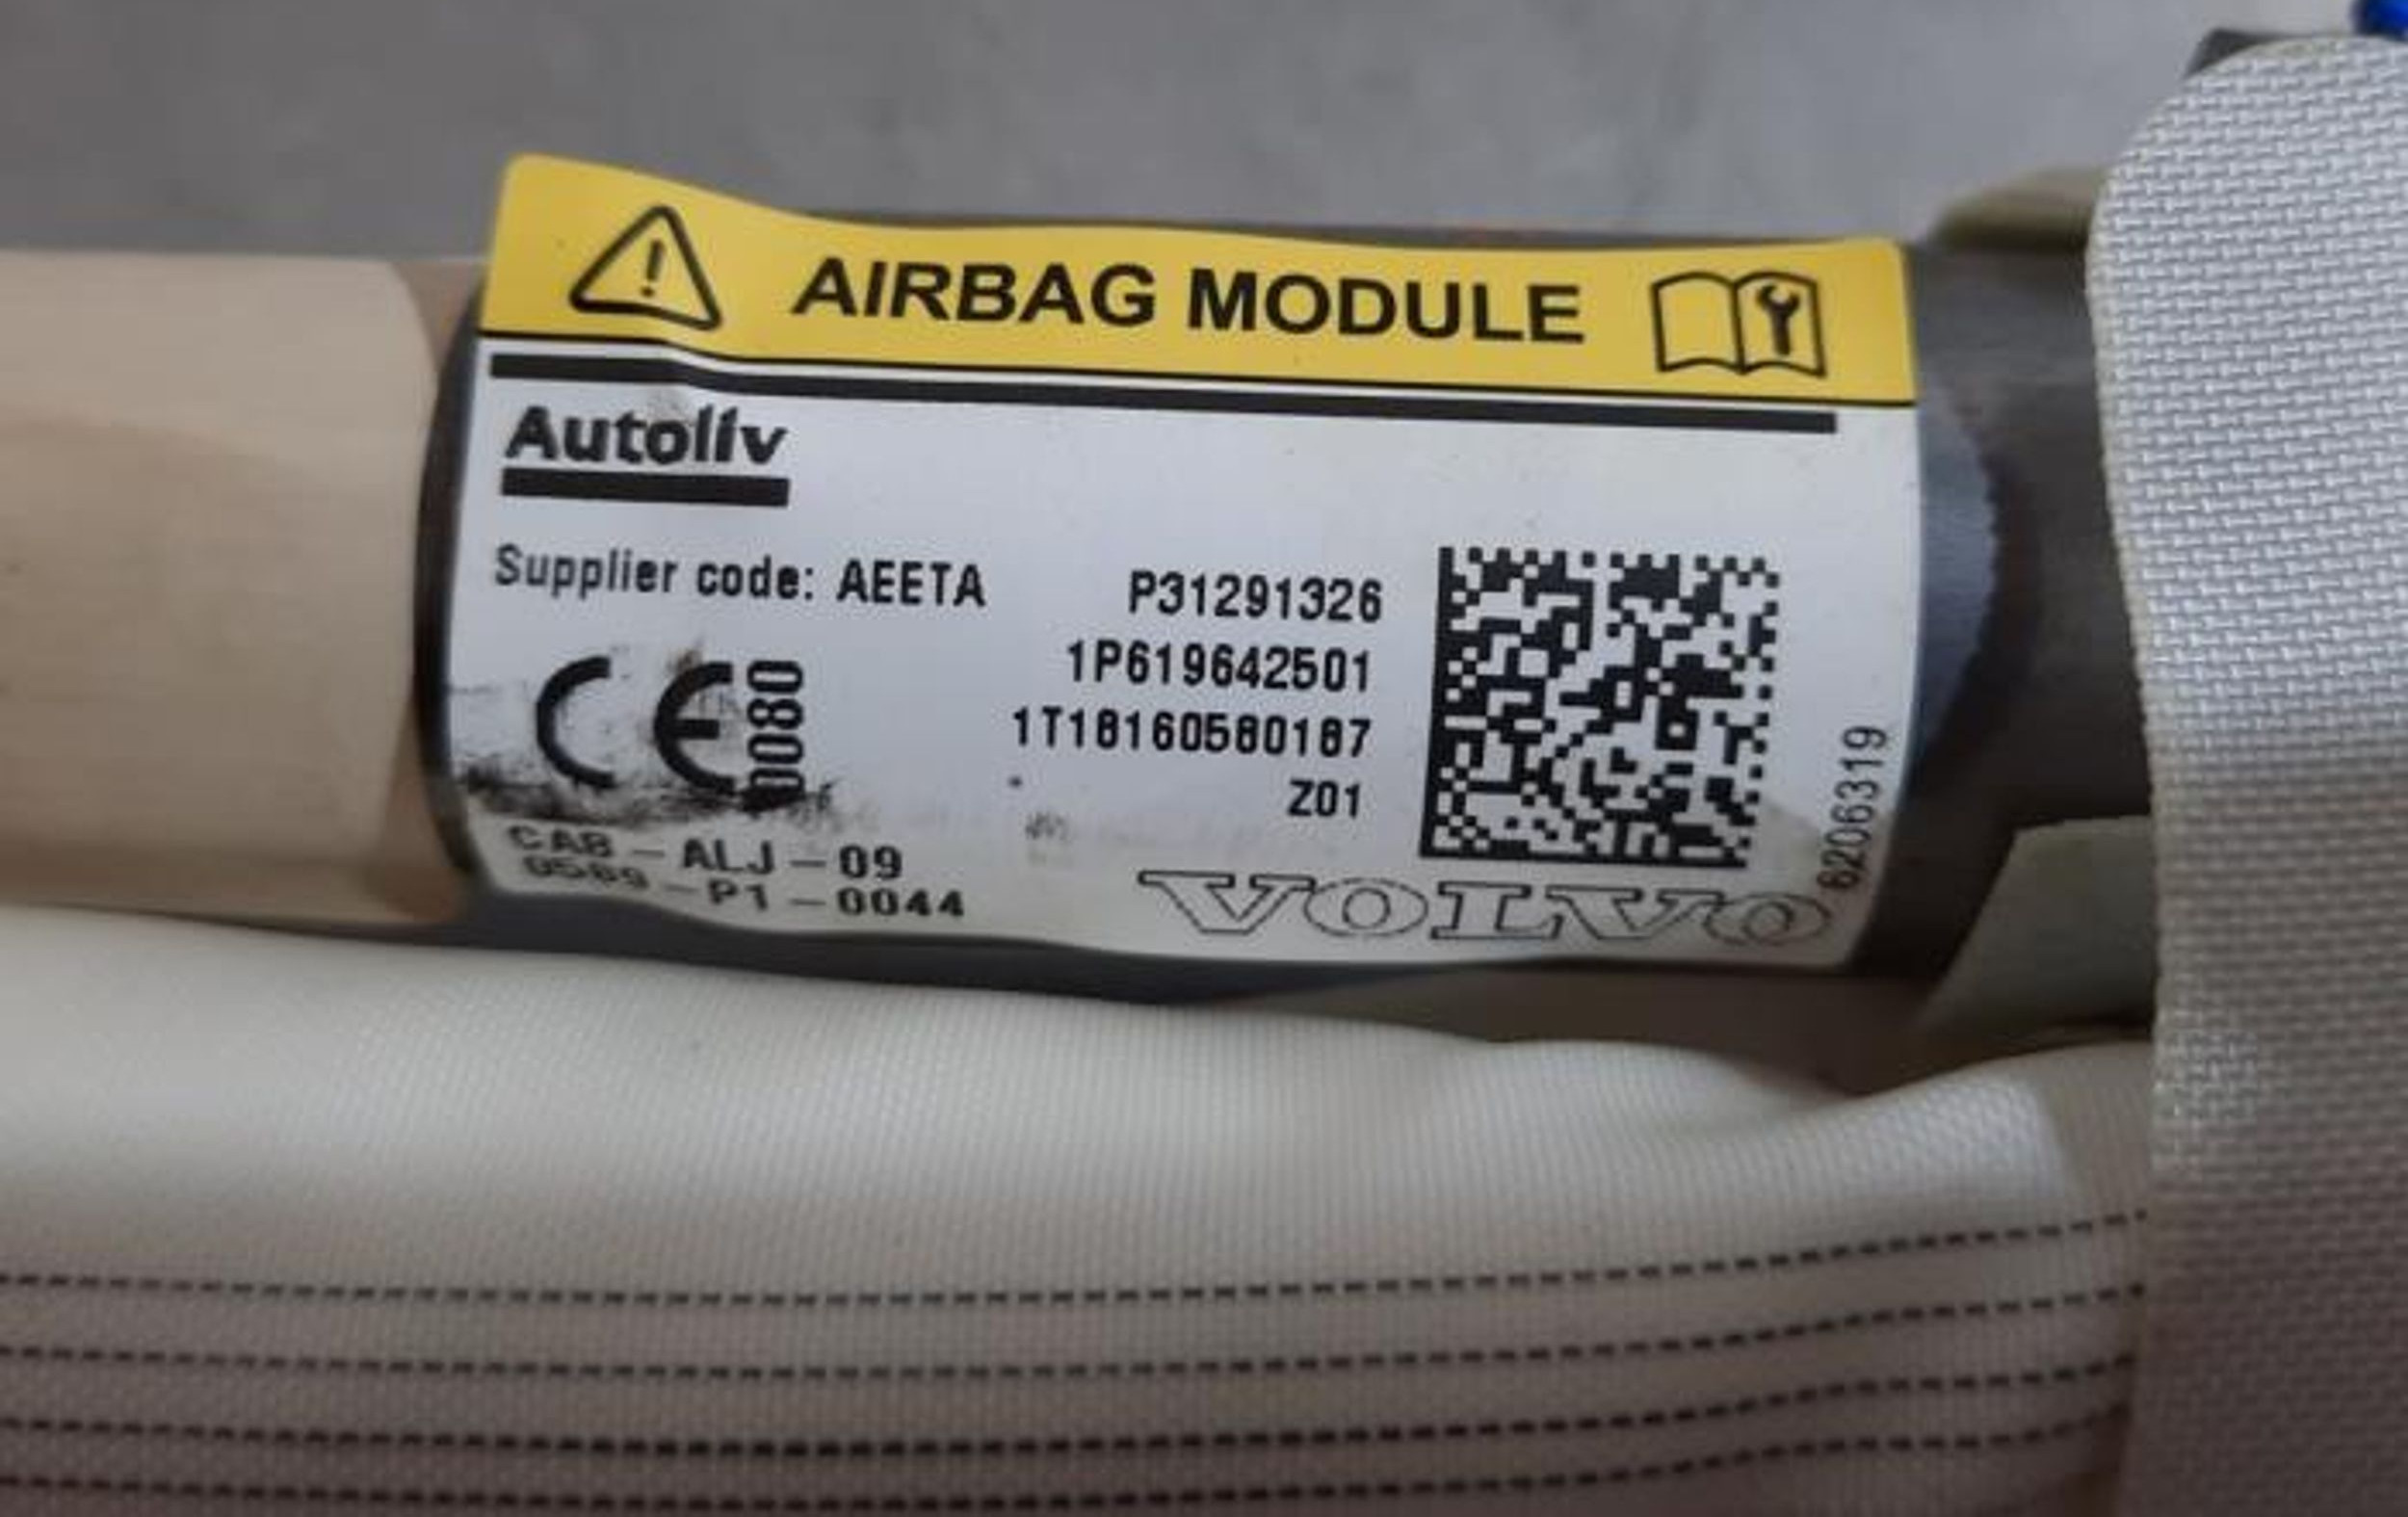 AIRBAG MODULE
Autoliv
Supplier code: AEETA
P31291326
1P619642501
1T18160580187
Z01
CE
0080
CAB-ALJ-09
0589-P1-0044
VOLVO
6206319